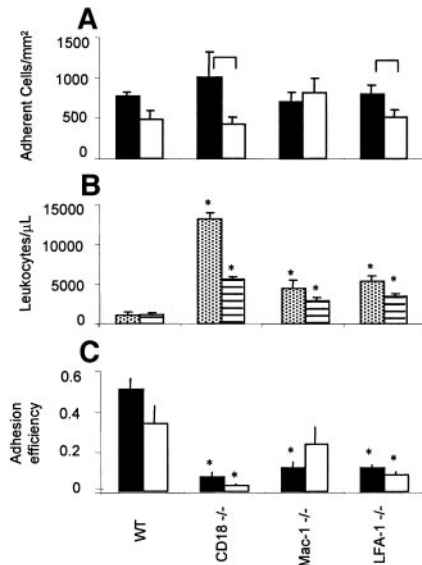 A
Adherent Cells/mm²
1500
1000
500
0
B
Leukocytes/μL
15000
10000
5000
0
* * * * * *
C
Adhesion
efficiency
0.6
0.4
0.2
0
* * * * *
WT
CD18 -/-
Mac-1 -/-
LFA-1 -/-